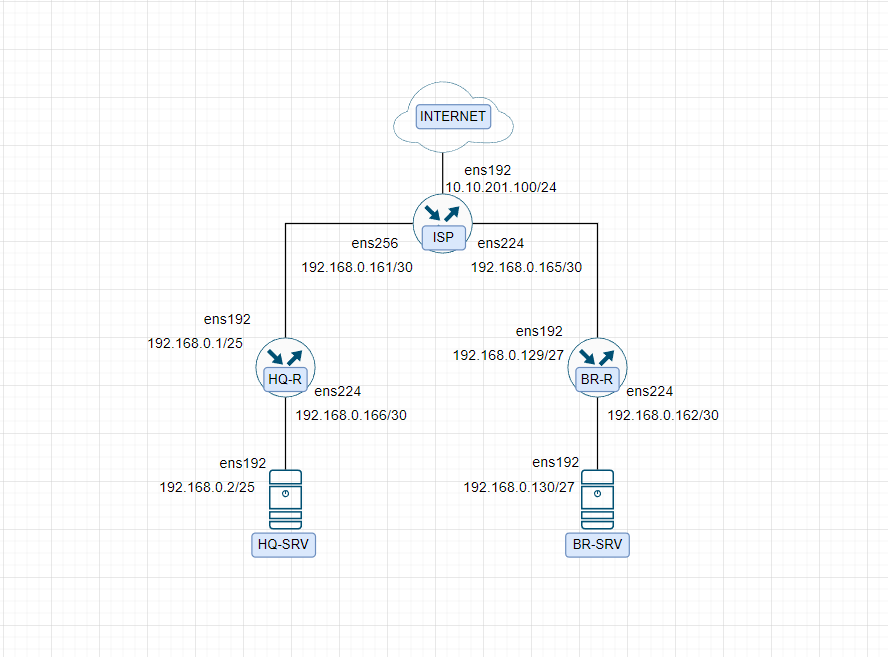 INTERNET
ens192
10.10.201.100/24
ISP
ens256
ens224
192.168.0.161/30
192.168.0.165/30
ens192
192.168.0.1/25
ens192
192.168.0.129/27
HQ-R
BR-R
ens224
ens224
192.168.0.166/30
192.168.0.162/30
ens192
ens192
192.168.0.2/25
192.168.0.130/27
HQ-SRV
BR-SRV